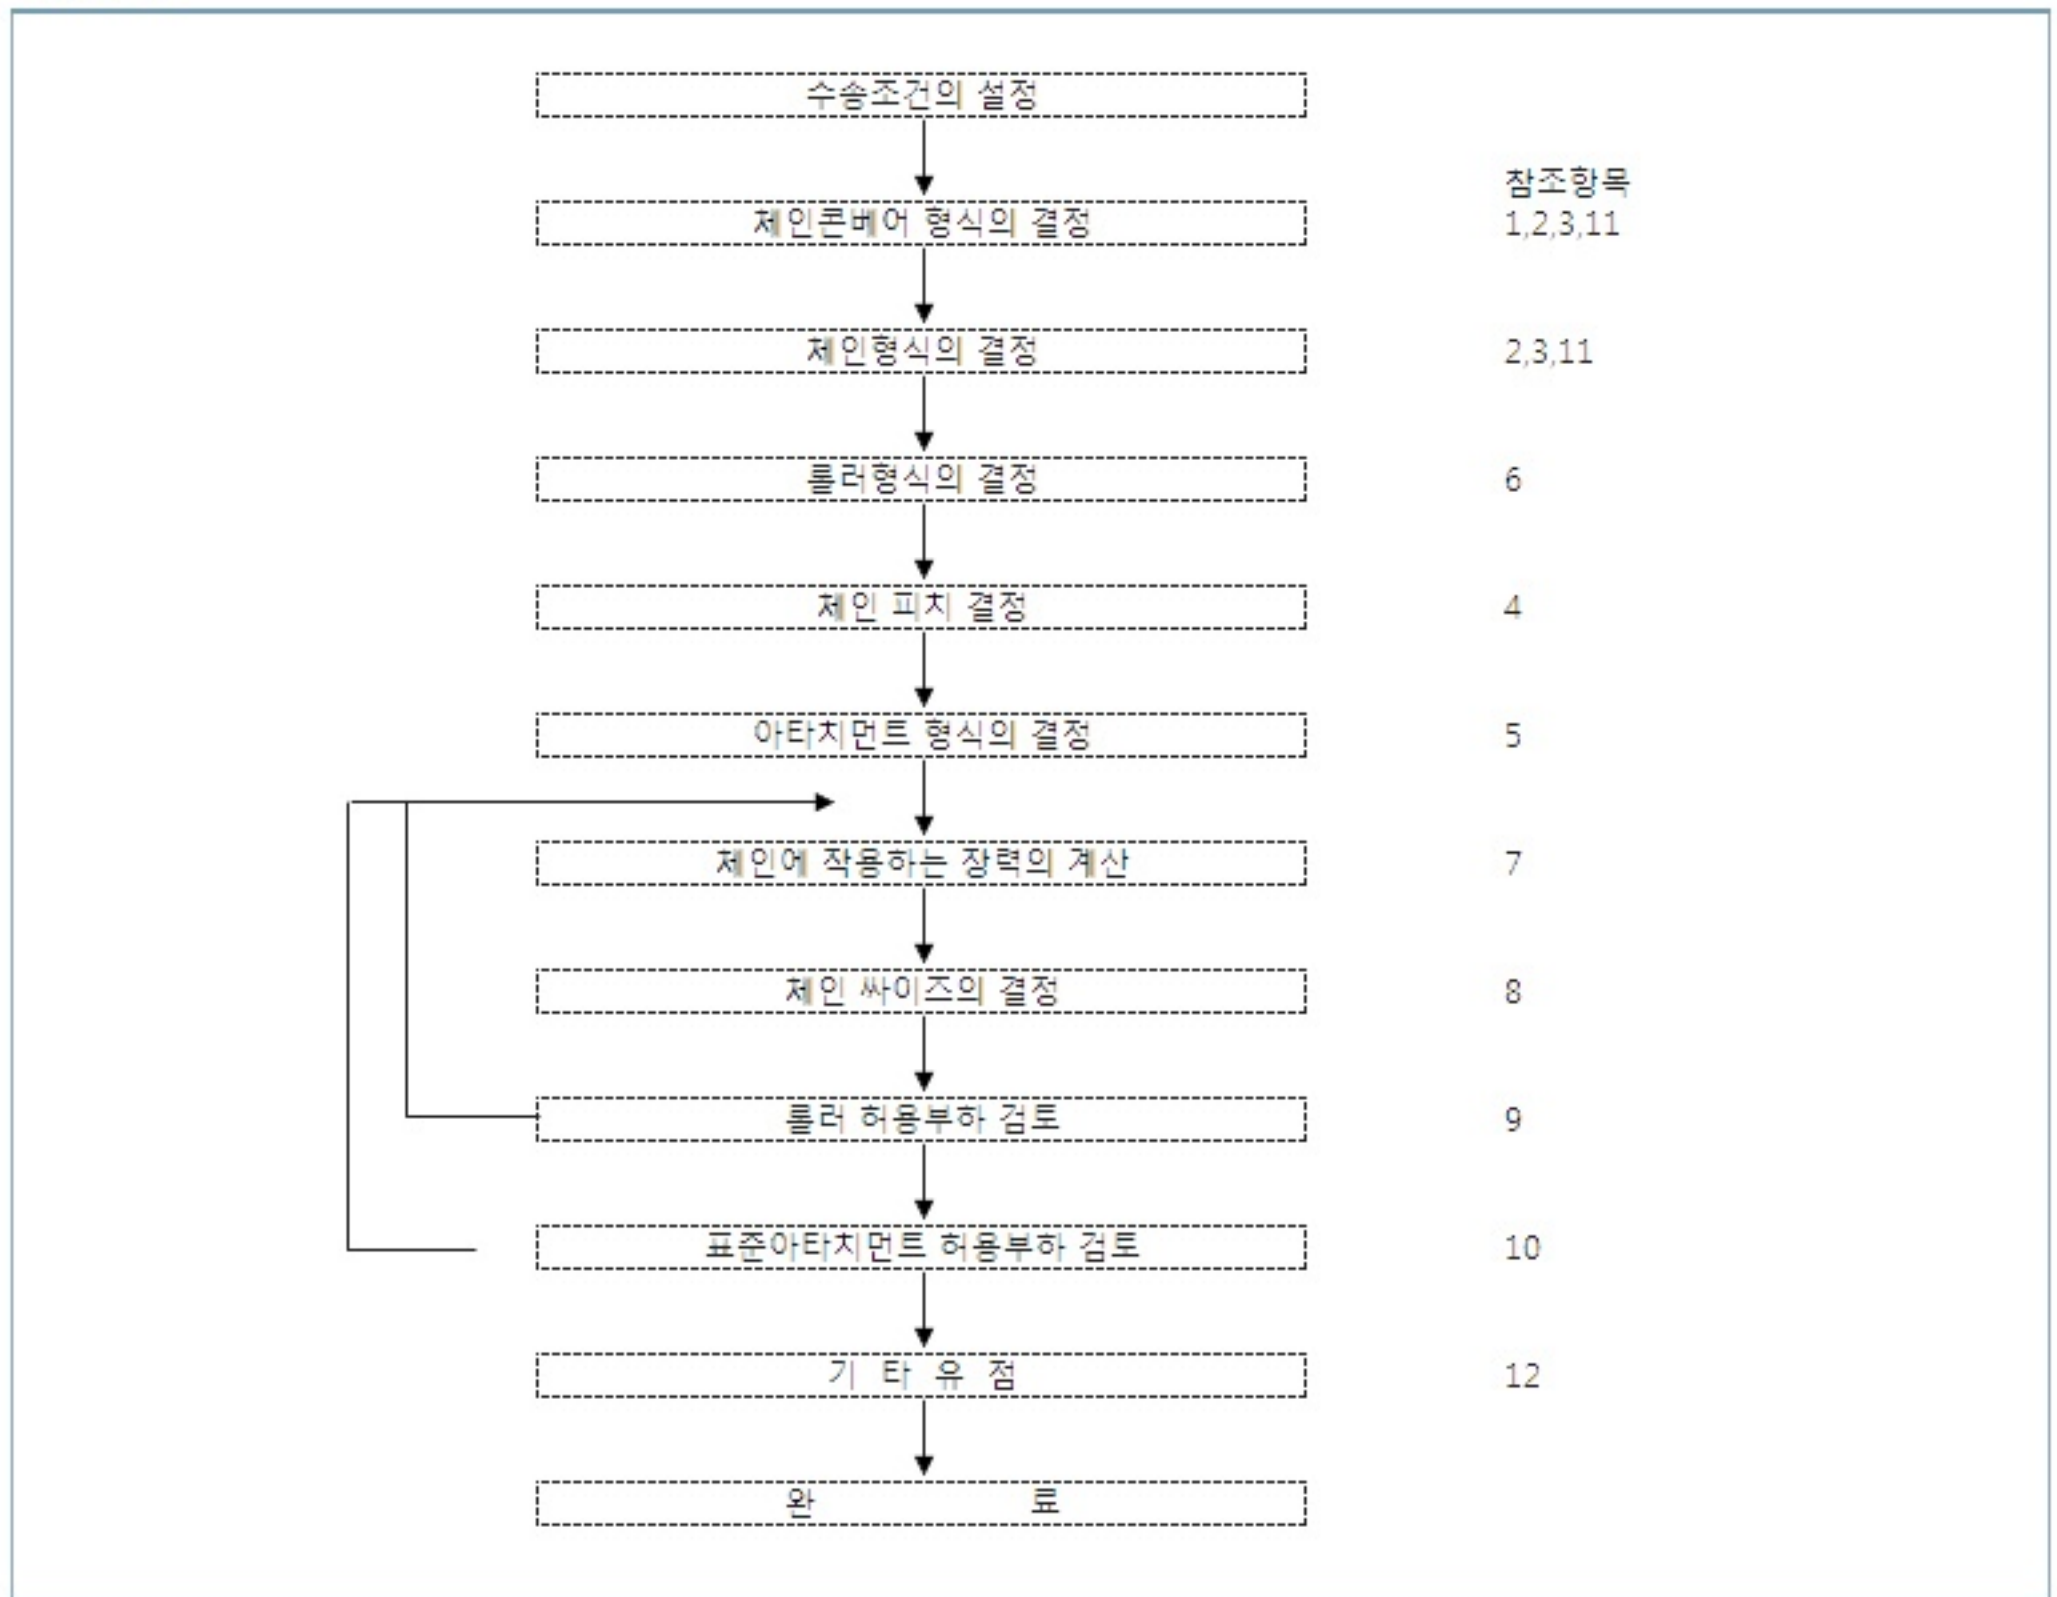 수송조건의 설정
참조항목
체인콘베어 형식의 결정 1,2,3,11
체인형식의 결정 2,3,11
롤러형식의 결정 6
체인 피치 결정 4
아타치먼트 형식의 결정 5
체인에 작용하는 장력의 계산 7
체인 싸이즈의 결정 8
롤러 허용부하 검토 9
표준아타치먼트 허용부하 검토 10
기 타 유 점 12
완 료